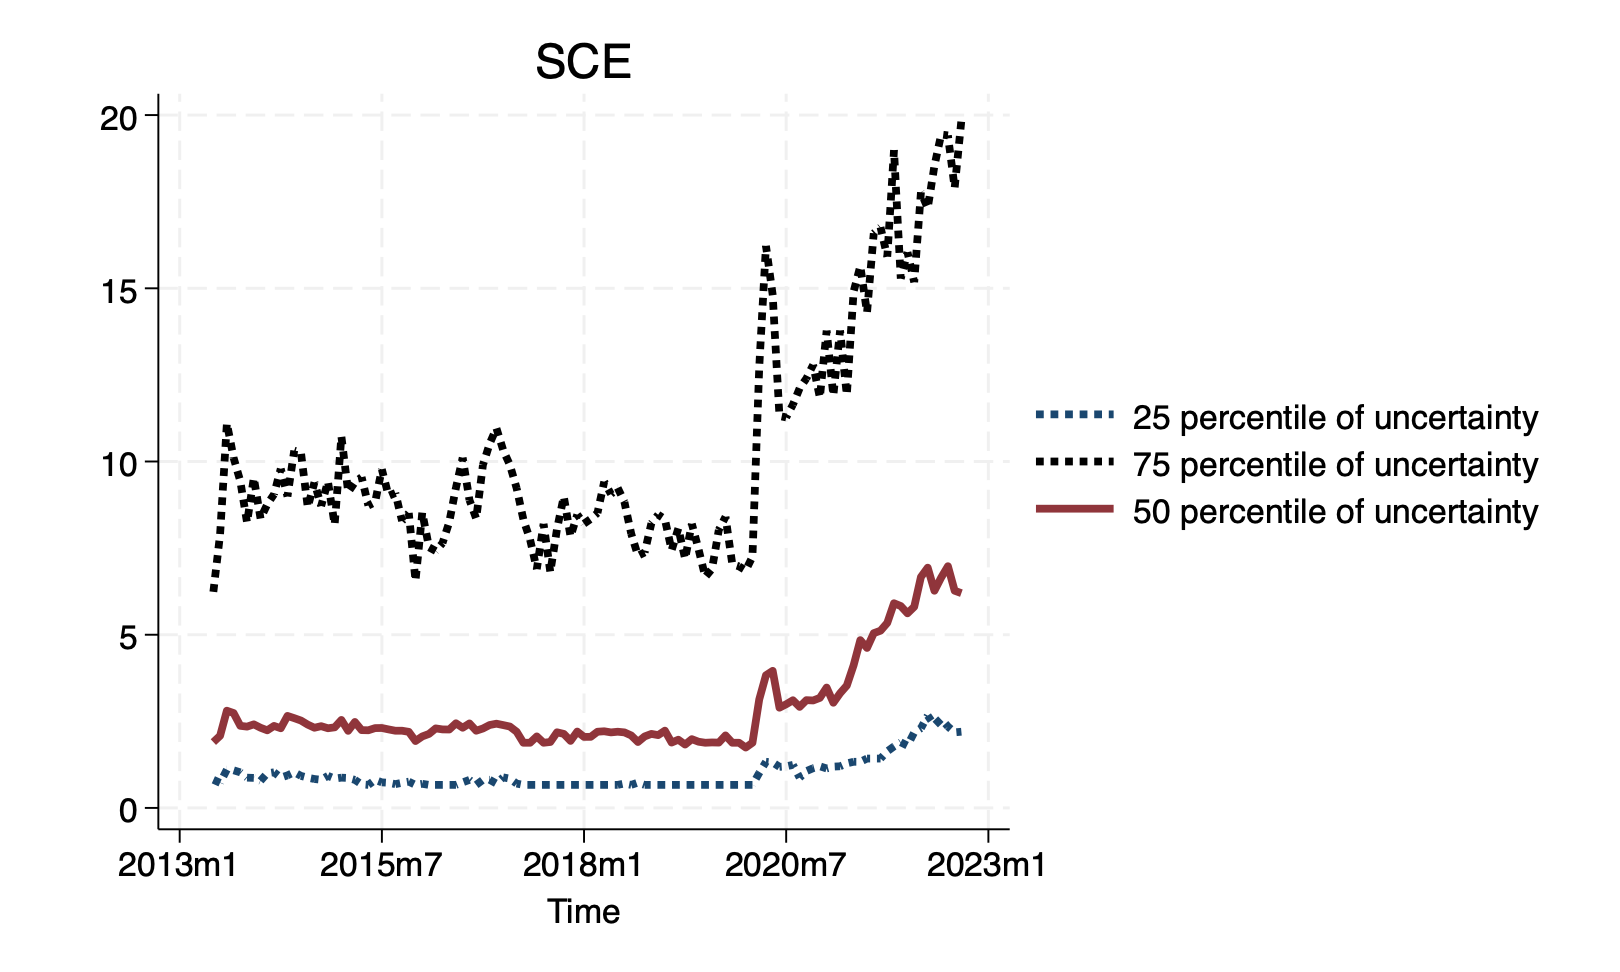 SCE
20
15
10
5
0
2013m1
2015m7
2018m1
2020m7
2023m1
Time
25 percentile of uncertainty
75 percentile of uncertainty
50 percentile of uncertainty